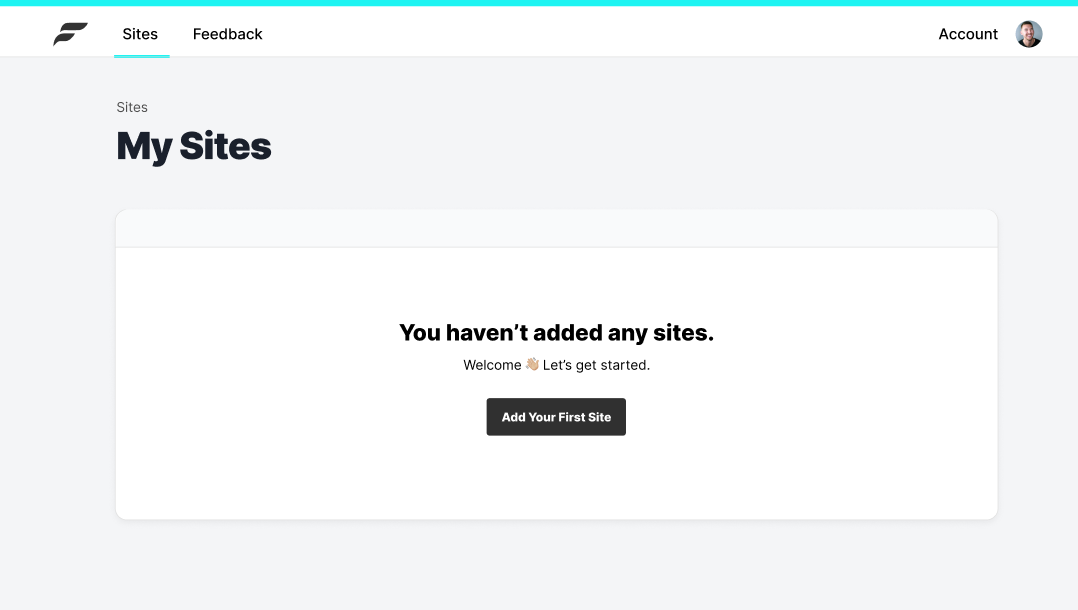 Sites
Feedback
Account
Sites
My Sites
You haven’t added any sites.
Welcome 👋🏼 Let’s get started.
Add Your First Site